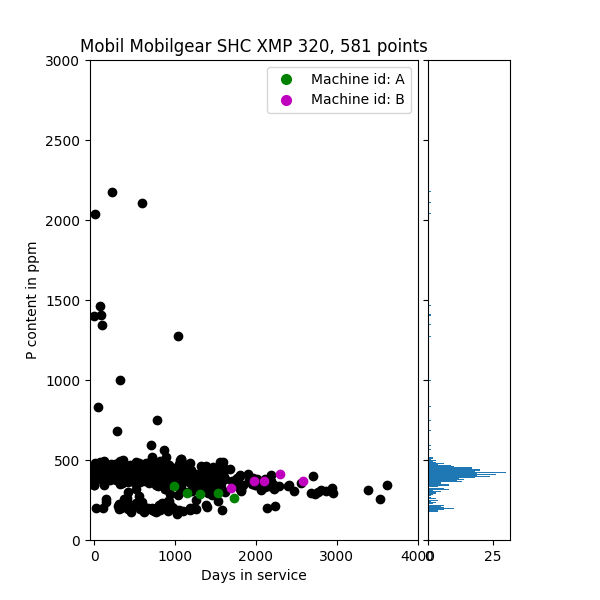 Mobil Mobilgear SHC XMP 320, 581 points
Machine id: A
Machine id: B
3000
2500
2000
1500
1000
500
0
P content in ppm
0
1000
2000
3000
4000
0
25
Days in service